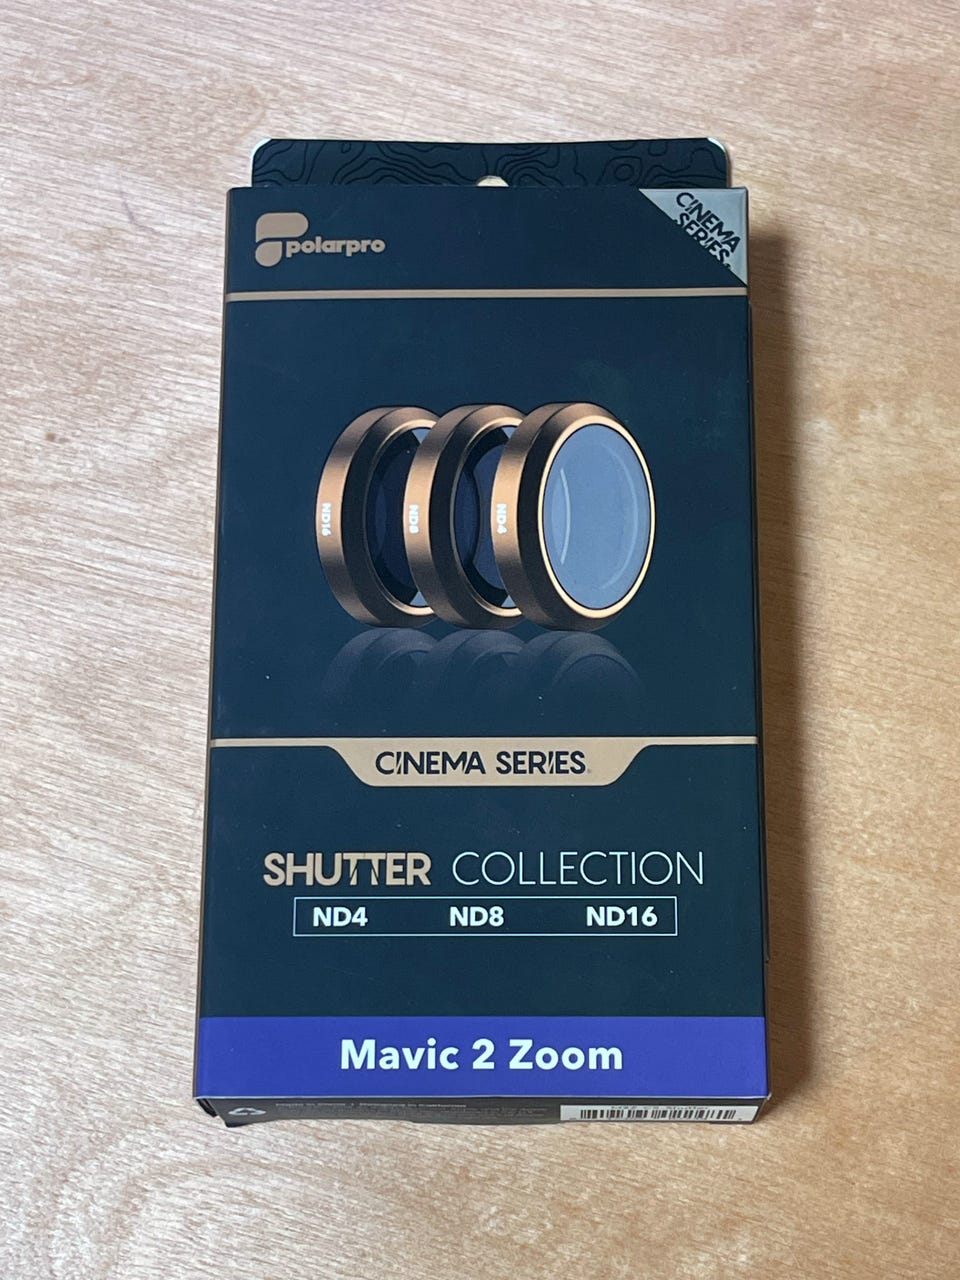 polarpro
CINEMA
SERIES
ND16
ND8
ND4
CINEMA SERIES
SHUTTER COLLECTION
ND4 ND8 ND16
Mavic 2 Zoom